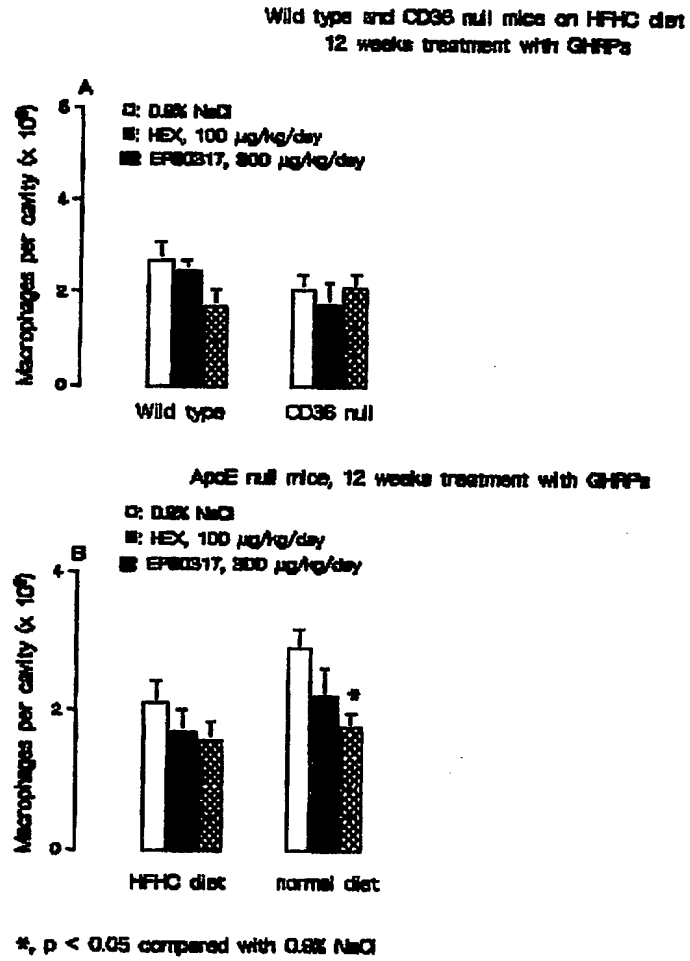 Wild type and CD36 null mice on HFHC diet
12 weeks treatment with GHRPs
A
6
4
2
0
Macrophages per cavity (x 10⁶)
□: 0.9% NaCl
■: HEX, 100 µg/kg/day
■: EP80317, 300 µg/kg/day
Wild type
CD36 null
ApoE null mice, 12 weeks treatment with GHRPs
□: 0.9% NaCl
■: HEX, 100 µg/kg/day
■: EP80317, 300 µg/kg/day
B
4
2
0
Macrophages per cavity (x 10⁶)
*
HFHC diet
normal diet
*, p < 0.05 compared with 0.9% NaCl